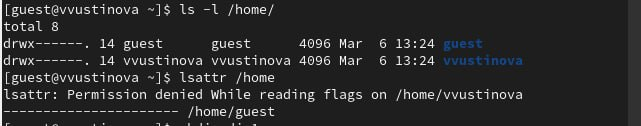 [guest@vvustinova ~]$ ls -l /home/
total 8
drwx------. 14 guest      guest      4096 Mar  6 13:24 guest
drwx------. 14 vvustinova vvustinova 4096 Mar  6 13:24 vvustinova
[guest@vvustinova ~]$ lsattr /home
lsattr: Permission denied While reading flags on /home/vvustinova
---------------------- /home/guest